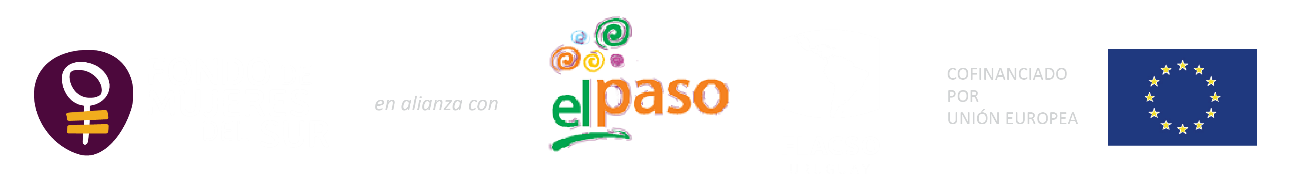 en alianza con
elpaso
COFINANCIADO
POR
UNIÓN EUROPEA